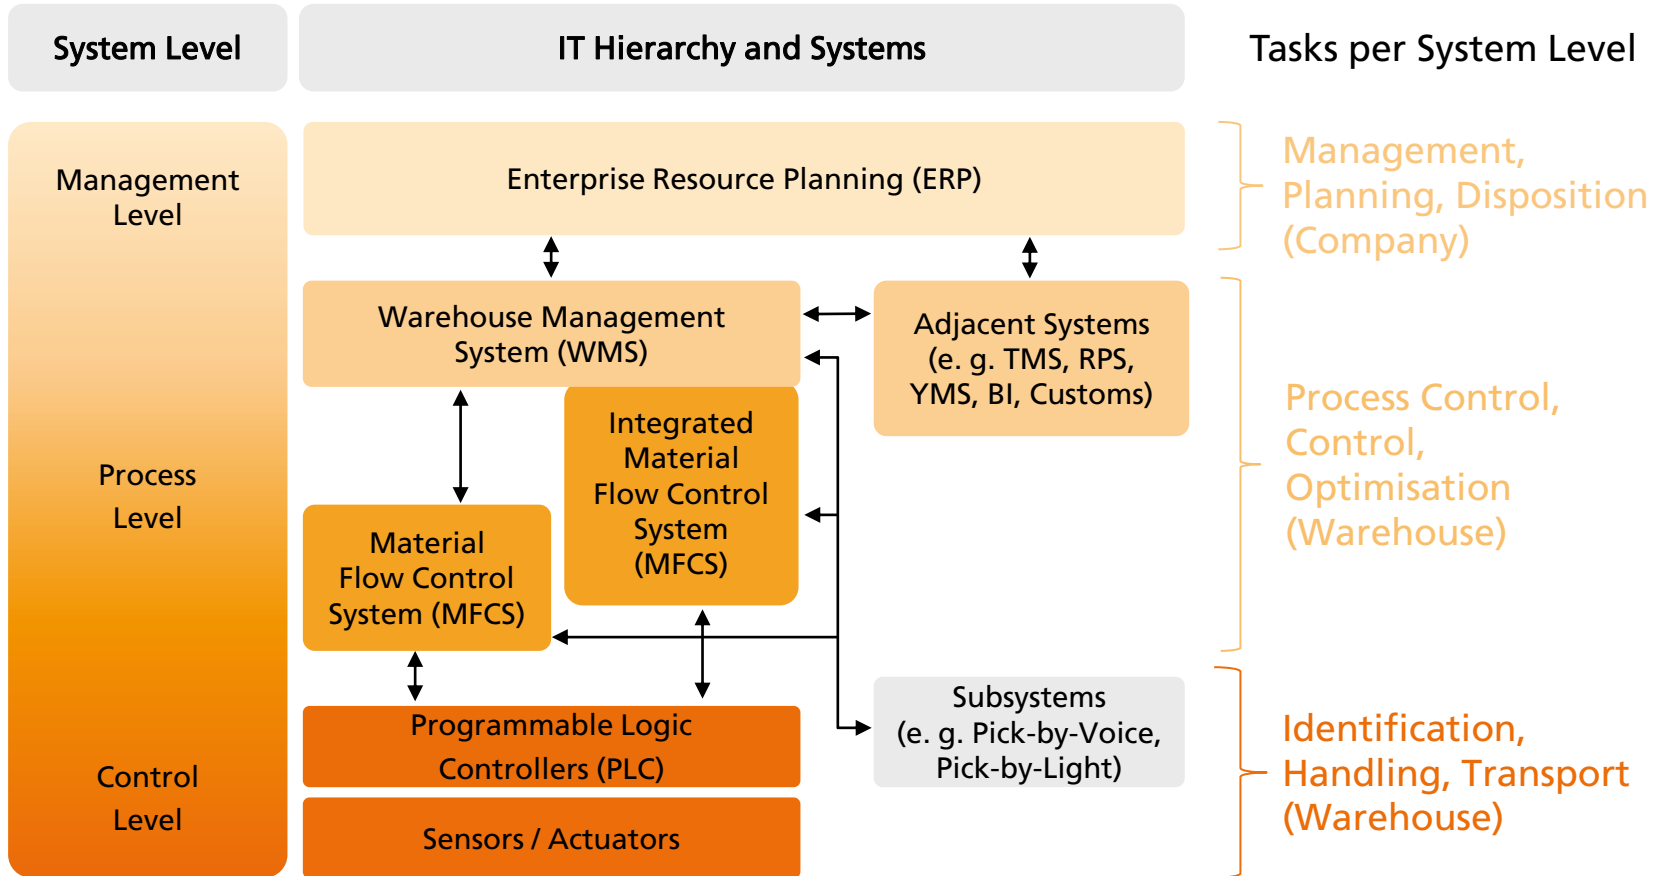 System Level
IT Hierarchy and Systems
Tasks per System Level
Management
Level
Enterprise Resource Planning (ERP)
Management,
Planning, Disposition
(Company)
Warehouse Management
System (WMS)
Adjacent Systems
(e. g. TMS, RPS,
YMS, BI, Customs)
Process
Level
Integrated
Material
Flow Control
System
(MFCS)
Material
Flow Control
System (MFCS)
Process Control,
Control,
Optimisation
(Warehouse)
Control
Level
Programmable Logic
Controllers (PLC)
Subsystems
(e. g. Pick-by-Voice,
Pick-by-Light)
Sensors / Actuators
Identification,
Handling, Transport
(Warehouse)